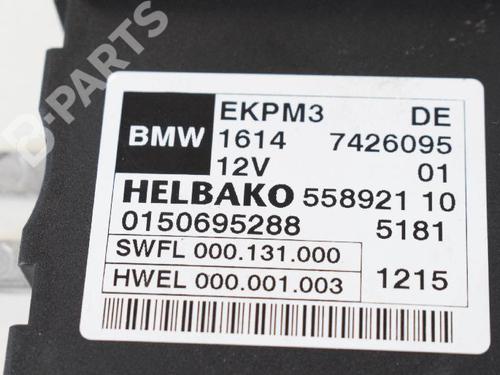 B-PARTS
BMW
EKPM3 DE
1614 7426095
12V 01
HELBAKO 558921 10
0150695288 5181
SWFL 000.131.000
HWEL 000.001.003 1215